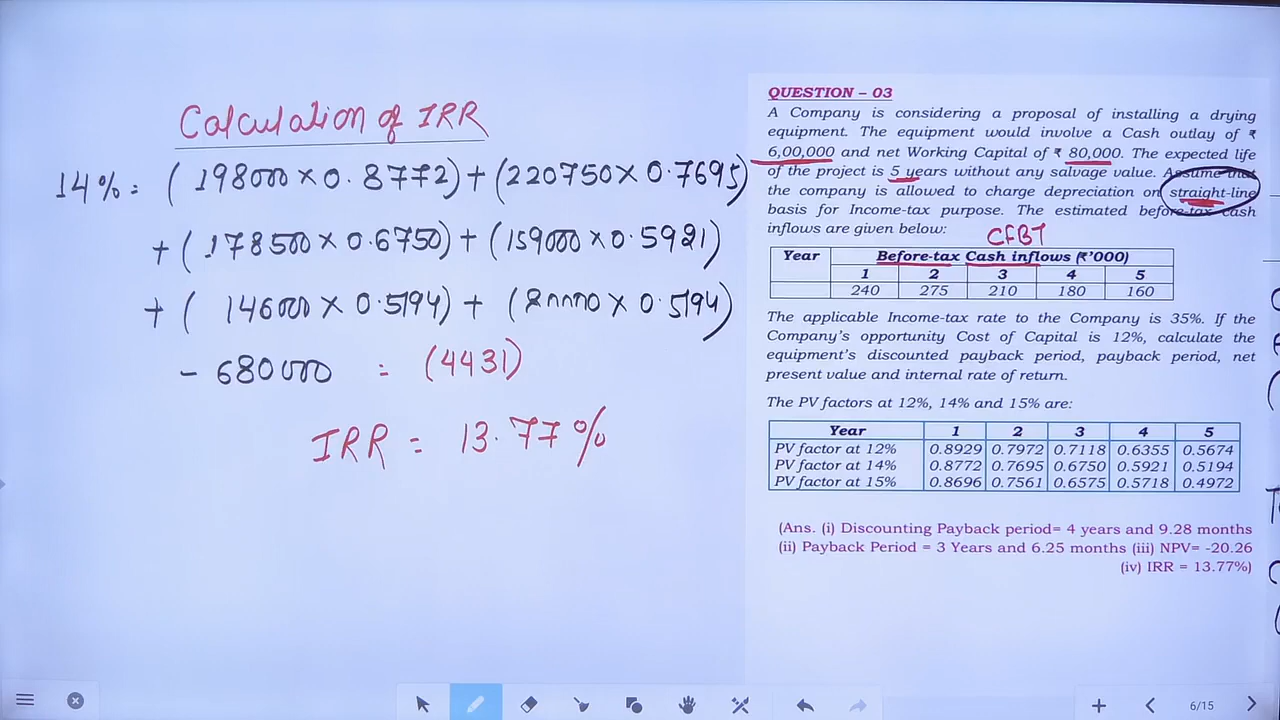 Calculation of IRR
14% = (198000 × 0.8772) + (220750 × 0.7695)
+ (178500 × 0.6750) + (159000 × 0.5921)
+ (146000 × 0.5194) + (80000 × 0.5194)
- 680000 = (4431)
IRR = 13.77%
QUESTION – 03
A Company is considering a proposal of installing a drying
equipment. The equipment would involve a Cash outlay of ₹
6,00,000 and net Working Capital of ₹ 80,000. The expected life
of the project is 5 years without any salvage value. Assume that
the company is allowed to charge depreciation on straight-line
basis for Income-tax purpose. The estimated before-tax cash
inflows are given below:
CFBT
Year Before-tax Cash inflows (₹'000)
1 2 3 4 5
240 275 210 180 160
The applicable Income-tax rate to the Company is 35%. If the
Company's opportunity Cost of Capital is 12%, calculate the
equipment's discounted payback period, payback period, net
present value and internal rate of return.
The PV factors at 12%, 14% and 15% are:
Year 1 2 3 4 5
PV factor at 12% 0.8929 0.7972 0.7118 0.6355 0.5674
PV factor at 14% 0.8772 0.7695 0.6750 0.5921 0.5194
PV factor at 15% 0.8696 0.7561 0.6575 0.5718 0.4972
(Ans. (i) Discounting Payback period= 4 years and 9.28 months
(ii) Payback Period = 3 Years and 6.25 months (iii) NPV= -20.26
(iv) IRR = 13.77%)
6/15